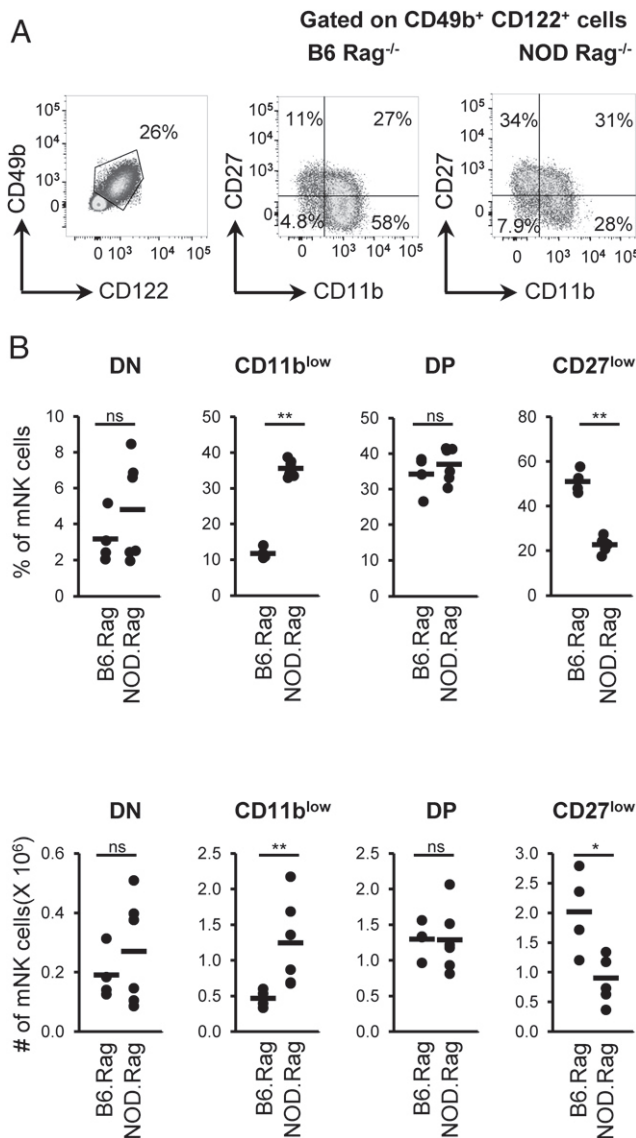 A
Gated on CD49b⁺ CD122⁺ cells
B6 Rag⁻/⁻ NOD Rag⁻/⁻
CD49b
10⁵
10⁴
10³
0
26%
0 10³ 10⁴ 10⁵
CD122
CD27
10⁵
10⁴
10³
0
11% 27%
4.8% 58%
0 10³ 10⁴ 10⁵
CD11b
CD27
10⁵
10⁴
10³
0
34% 31%
7.9% 28%
0 10³ 10⁴ 10⁵
CD11b
B
% of mNK cells
DN
ns
10
8
6
4
2
0
B6.Rag
NOD.Rag
CD11b^low
**
50
40
30
20
10
0
B6.Rag
NOD.Rag
DP
ns
50
40
30
20
10
0
B6.Rag
NOD.Rag
CD27^low
**
80
60
40
20
0
B6.Rag
NOD.Rag
# of mNK cells(X 10⁶)
DN
ns
0.6
0.4
0.2
0.0
B6.Rag
NOD.Rag
CD11b^low
**
2.5
2.0
1.5
1.0
0.5
0.0
B6.Rag
NOD.Rag
DP
ns
2.5
2.0
1.5
1.0
0.5
0.0
B6.Rag
NOD.Rag
CD27^low
*
3.0
2.5
2.0
1.5
1.0
0.5
0.0
B6.Rag
NOD.Rag